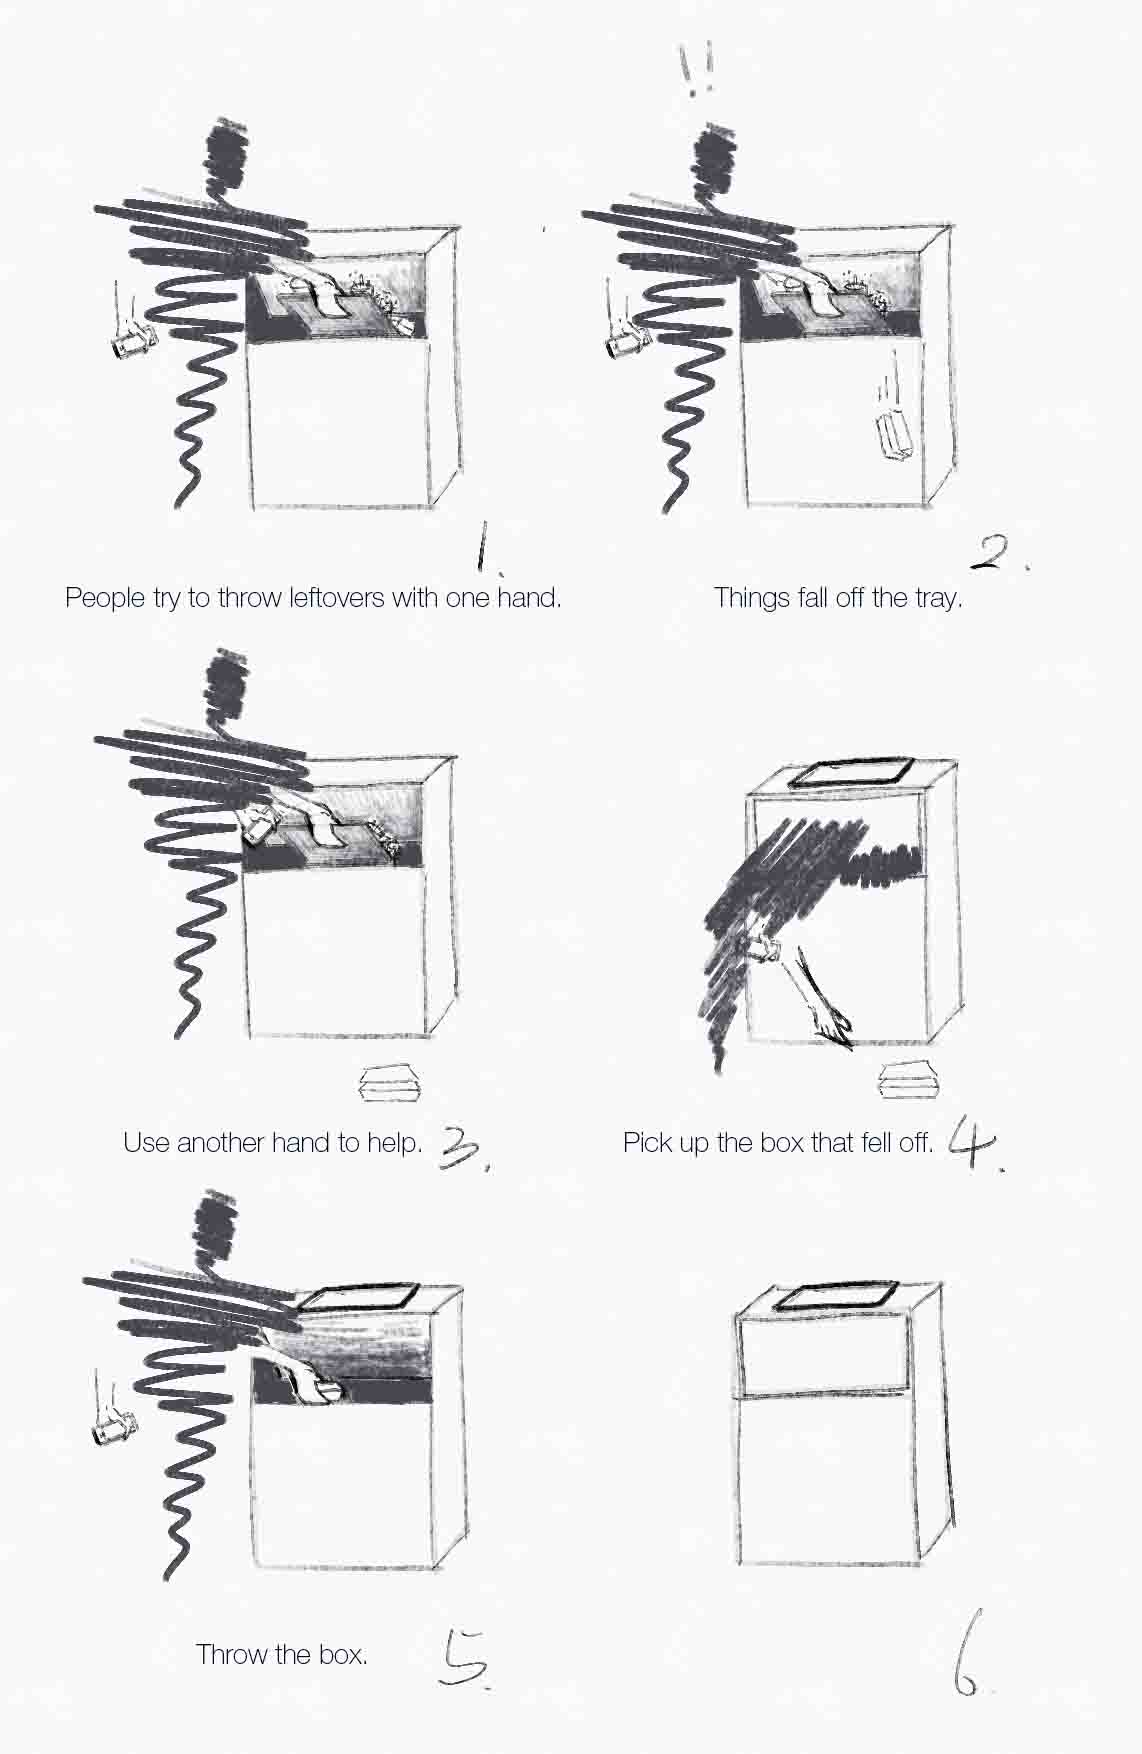 !!
1.
People try to throw leftovers with one hand.
2.
Things fall off the tray.
Use another hand to help. 3.
Pick up the box that fell off. 4.
Throw the box. 5.
6.